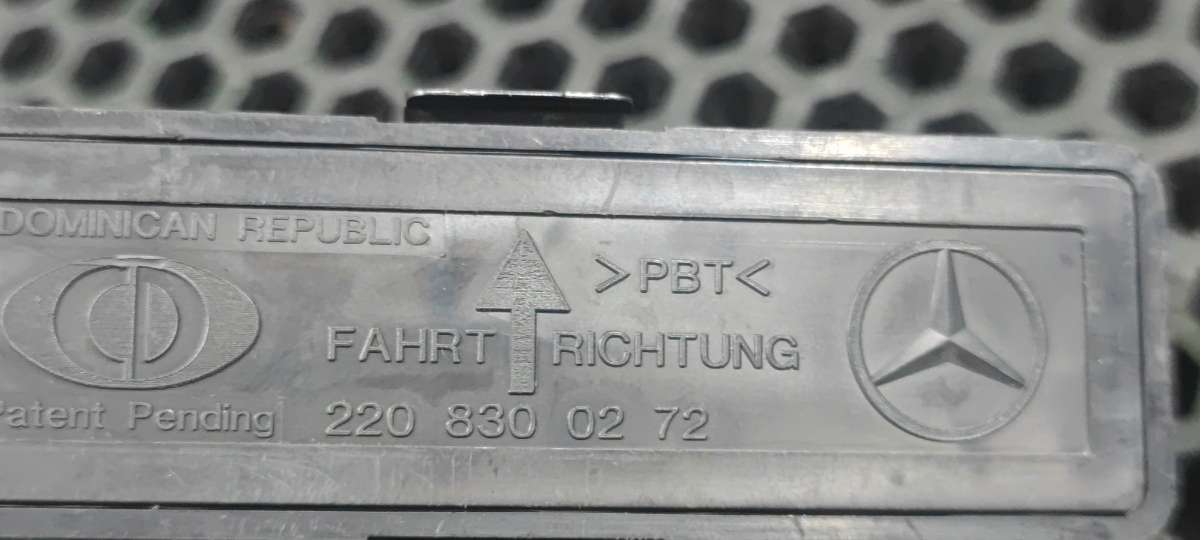 DOMINICAN REPUBLIC
>PBT<
FAHRT RICHTUNG
Patent Pending 220 830 02 72